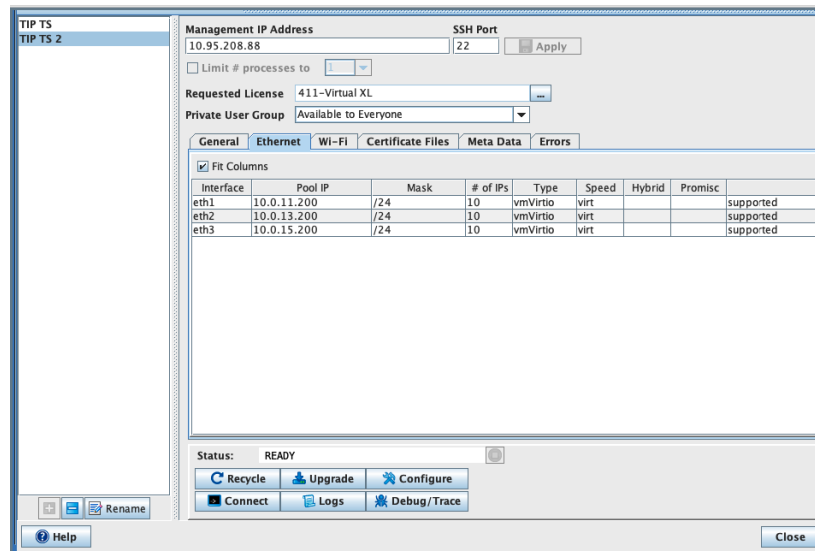 TIP TS
TIP TS 2
Management IP Address SSH Port
10.95.208.88 22 Apply
Limit # processes to 1
Requested License 411-Virtual XL ...
Private User Group Available to Everyone
General Ethernet Wi-Fi Certificate Files Meta Data Errors
Fit Columns
Interface Pool IP Mask # of IPs Type Speed Hybrid Promisc
eth1 10.0.11.200 /24 10 vmVirtio virt supported
eth2 10.0.13.200 /24 10 vmVirtio virt supported
eth3 10.0.15.200 /24 10 vmVirtio virt supported
Status: READY
Recycle Upgrade Configure
Connect Logs Debug/Trace
Rename
Help Close